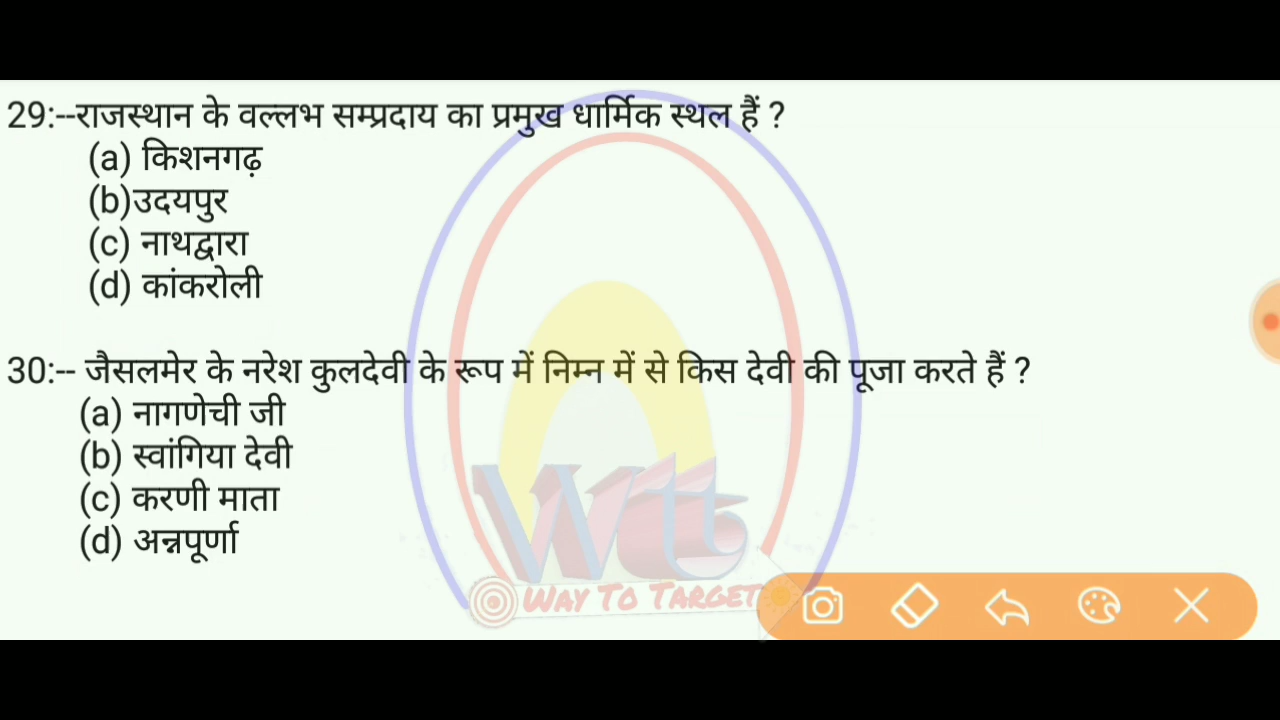 29:--राजस्थान के वल्लभ सम्प्रदाय का प्रमुख धार्मिक स्थल हैं ?
(a) किशनगढ़
(b)उदयपुर
(c) नाथद्वारा
(d) कांकरोली
30:-- जैसलमेर के नरेश कुलदेवी के रूप में निम्न में से किस देवी की पूजा करते हैं ?
(a) नागणेची जी
(b) स्वांगिया देवी
(c) करणी माता
(d) अन्नपूर्णा
Wtt
WAY TO TARGET